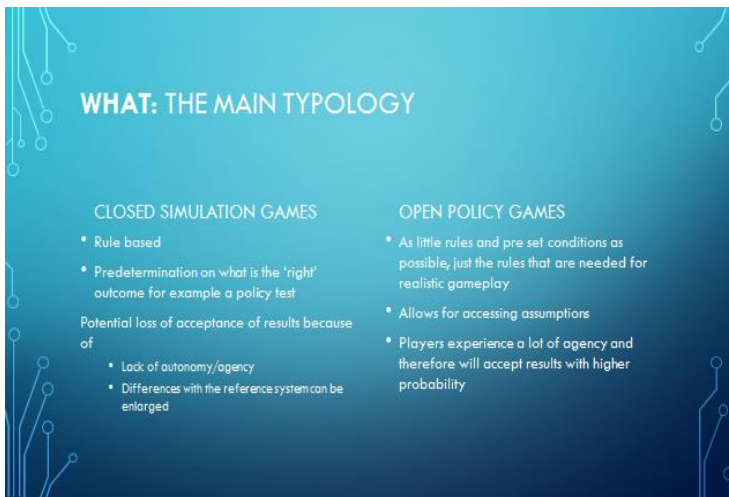 WHAT: THE MAIN TYPOLOGY
CLOSED SIMULATION GAMES
• Rule based
• Predetermination on what is the ‘right’
outcome for example a policy test
Potential loss of acceptance of results because
of
• Lack of autonomy/agency
• Differences with the reference system can be
enlarged
OPEN POLICY GAMES
• As little rules and pre set conditions as
possible, just the rules that are needed for
realistic gameplay
• Allows for accessing assumptions
• Players experience a lot of agency and
therefore will accept results with higher
probability